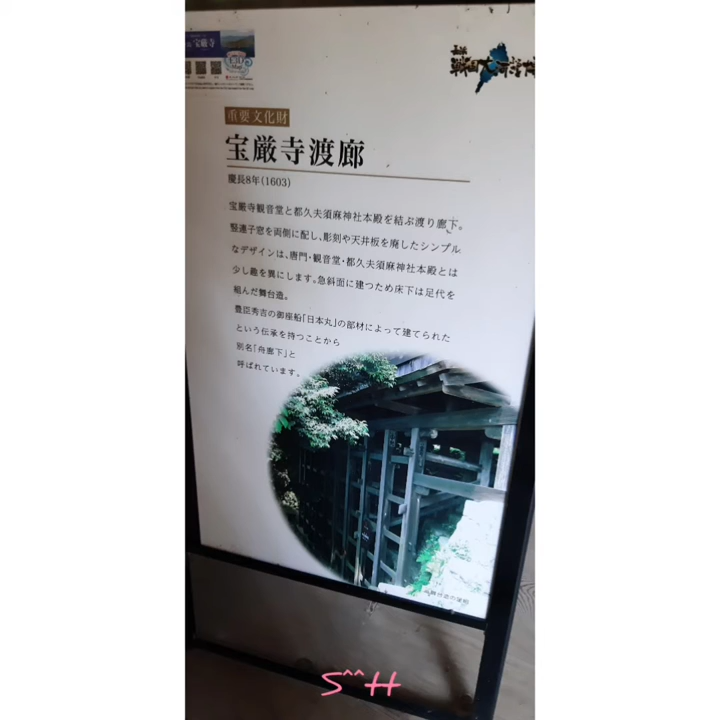 宝厳寺
重要文化財
宝厳寺渡廊
慶長8年(1603)
宝厳寺観音堂と都久夫須麻神社本殿を結ぶ渡り廊下。
竪連子窓を両側に配し、彫刻や天井板を廃したシンプル
なデザインは、唐門・観音堂・都久夫須麻神社本殿とは
少し趣を異にします。急斜面に建つため床下は足代を
組んだ舞台造。
豊臣秀吉の御座船「日本丸」の部材によって建てられた
という伝承を持つことから
別名「舟廊下」と
呼ばれています。
S^^H